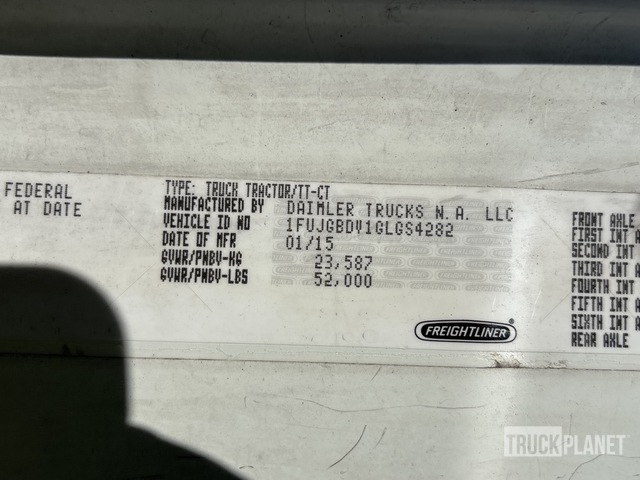 FEDERAL
AT DATE
TYPE: TRUCK TRACTOR/TT-CT
MANUFACTURED BY DAIMLER TRUCKS N.A. LLC
VEHICLE ID NO 1FUJGBDV1GLGS4282
DATE OF MFR 01/15
GVWR/PNBV-KG 23,587
GVWR/PNBV-LBS 52,000
FREIGHTLINER
FRONT AXLE
FIRST INT A
SECOND INT
THIRD INT A
FOURTH INT
FIFTH INT A
SIXTH INT A
REAR AXLE
TRUCKPLANET